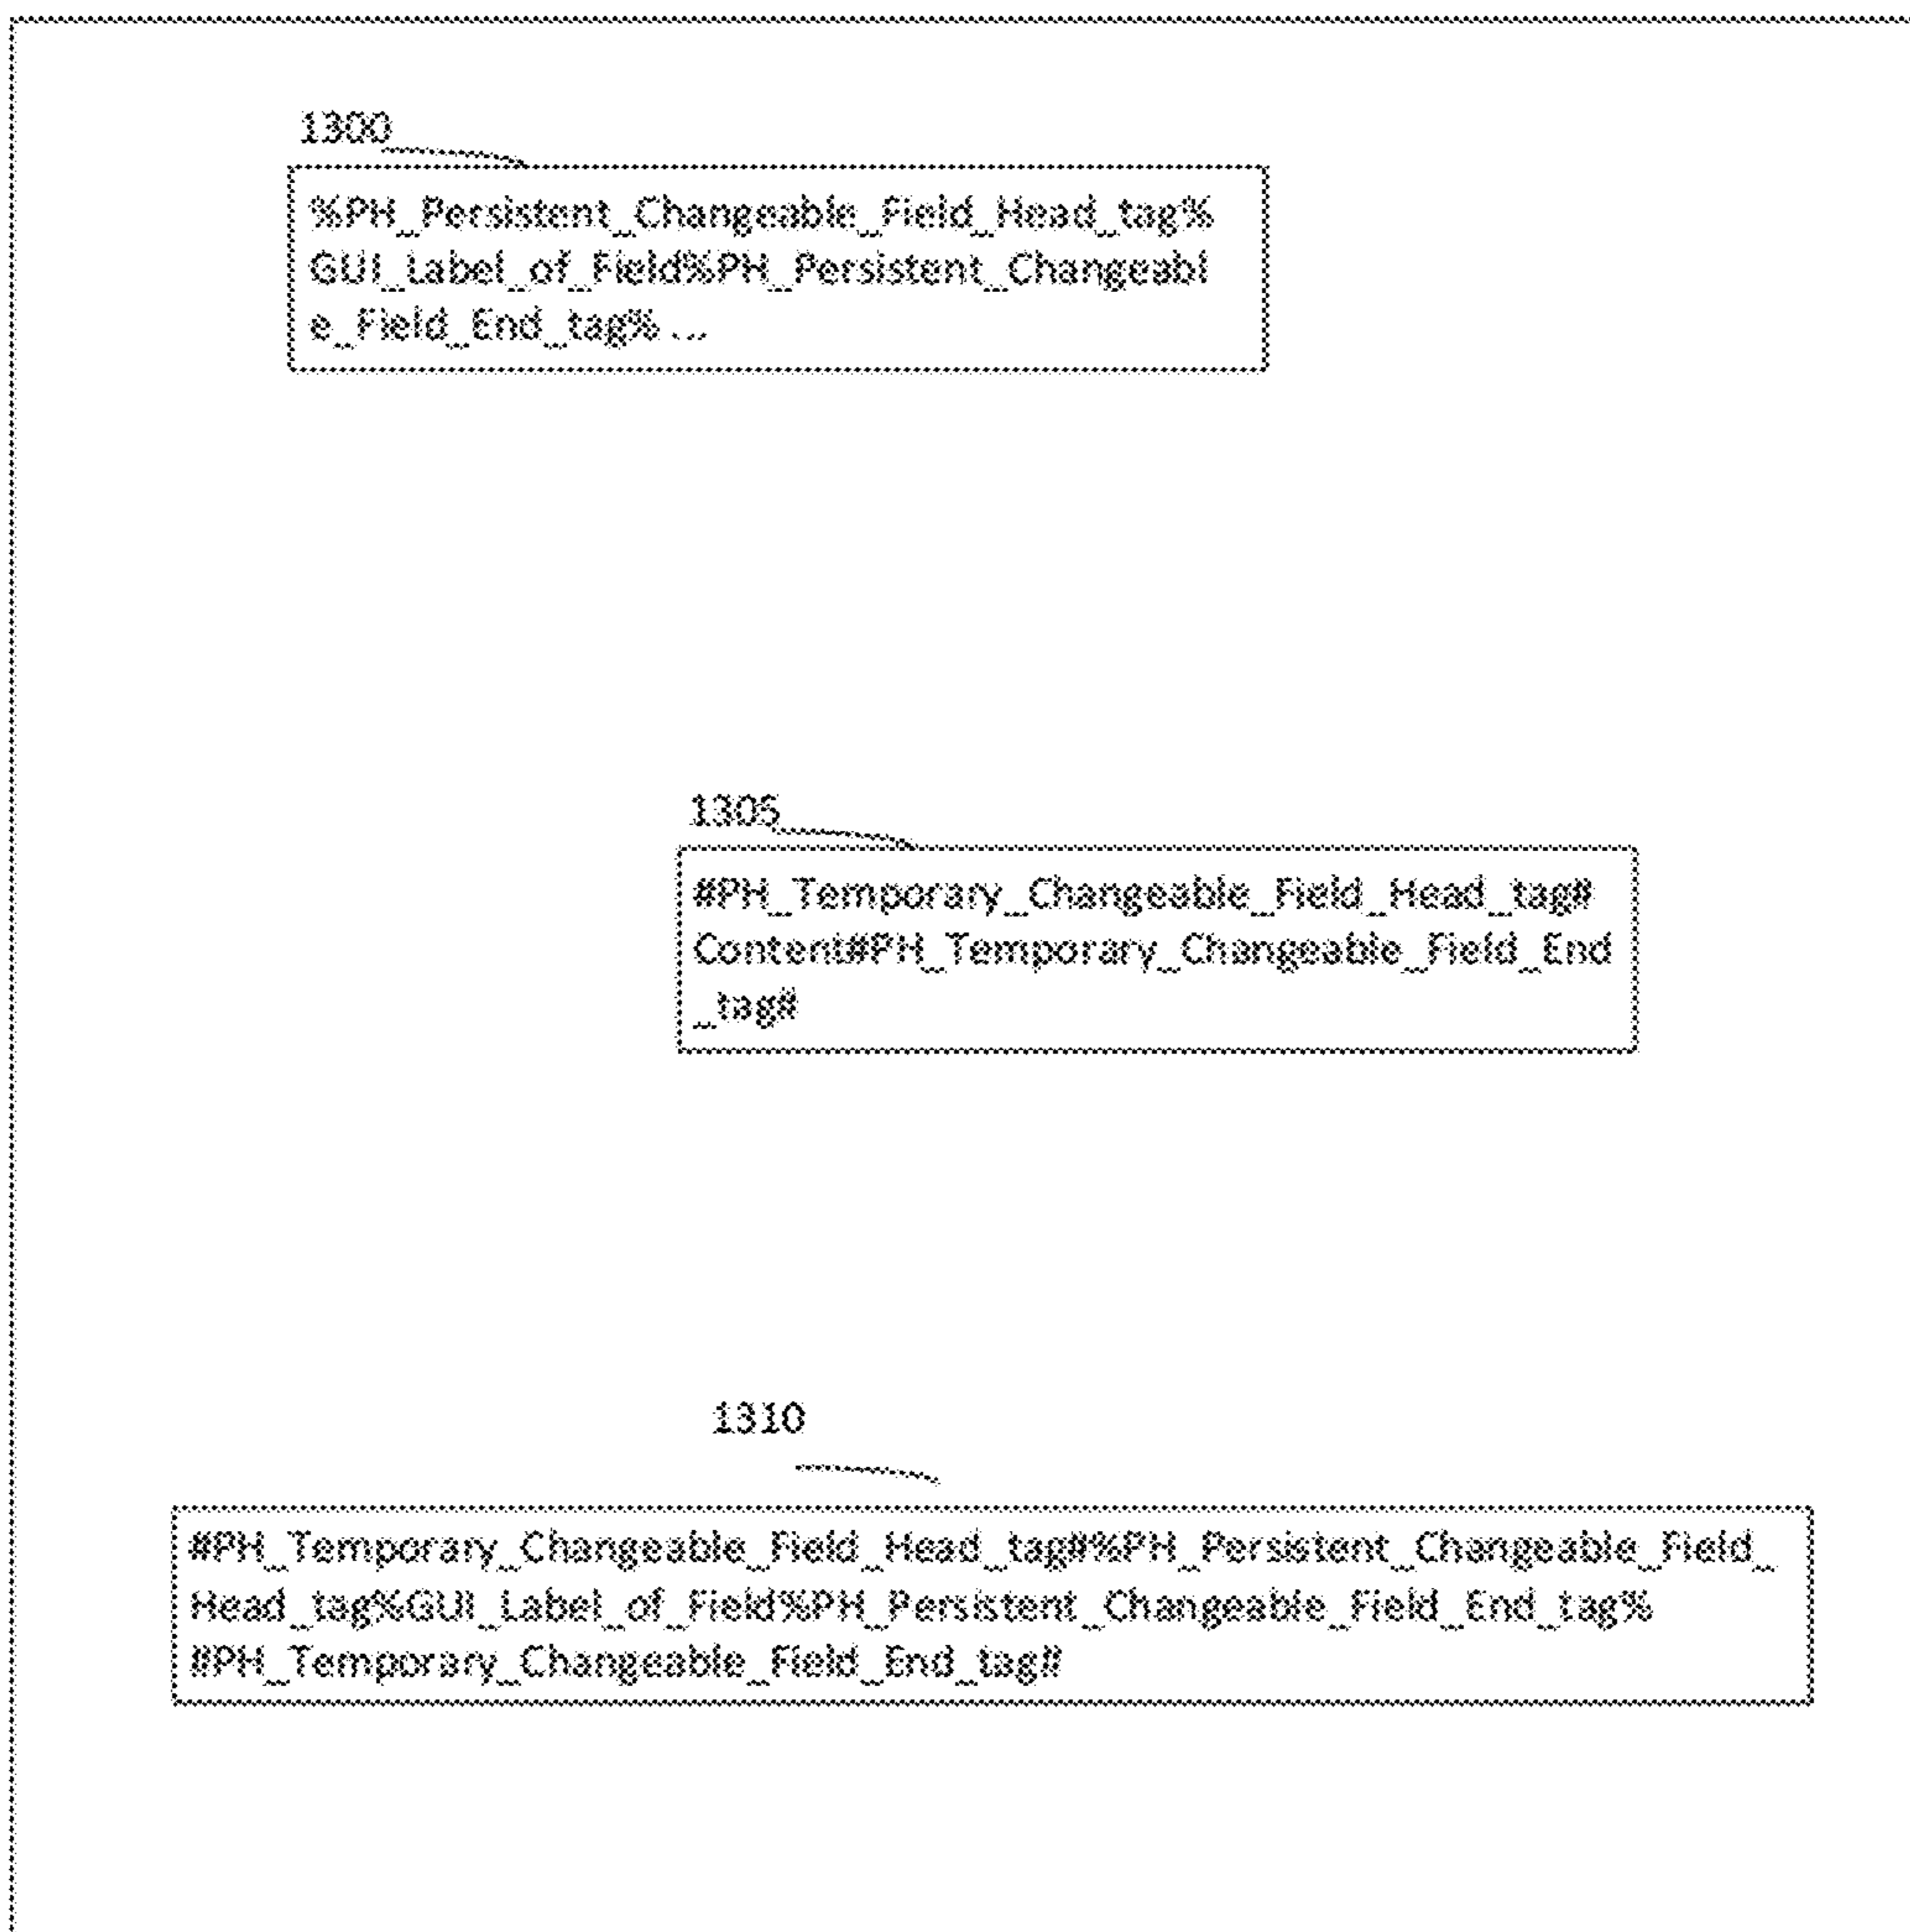 1300
%PH_Persistent_Changeable_Field_Head_tag%
GUI_Label_of_Field%PH_Persistent_Changeabl
e_Field_End_tag% ...
1305
#PH_Temporary_Changeable_Field_Head_tag#
Content#PH_Temporary_Changeable_Field_End
_tag#
1310
#PH_Temporary_Changeable_Field_Head_tag#%PH_Persistent_Changeable_Field_
Head_tag%GUI_Label_of_Field%PH_Persistent_Changeable_Field_End_tag%
#PH_Temporary_Changeable_Field_End_tag#